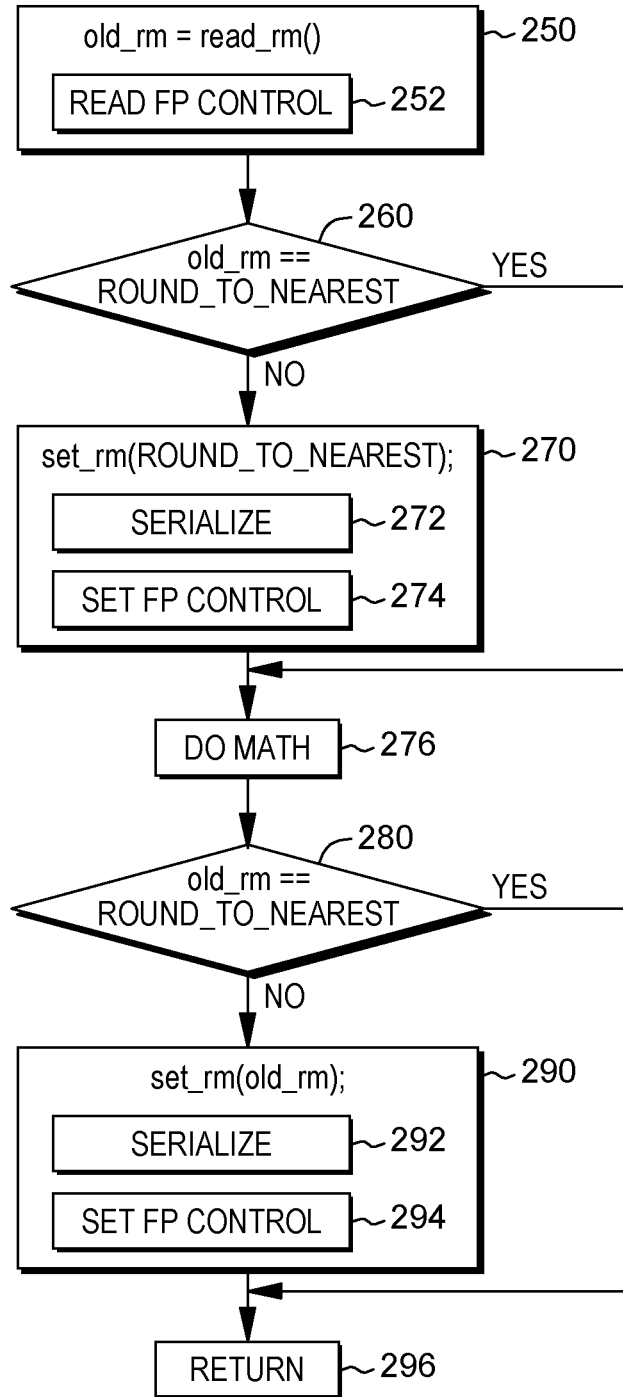 old_rm = read_rm()
250
READ FP CONTROL
252
260
old_rm ==
ROUND_TO_NEAREST
YES
NO
set_rm(ROUND_TO_NEAREST);
270
SERIALIZE
272
SET FP CONTROL
274
DO MATH
276
280
old_rm ==
ROUND_TO_NEAREST
YES
NO
set_rm(old_rm);
290
SERIALIZE
292
SET FP CONTROL
294
RETURN
296